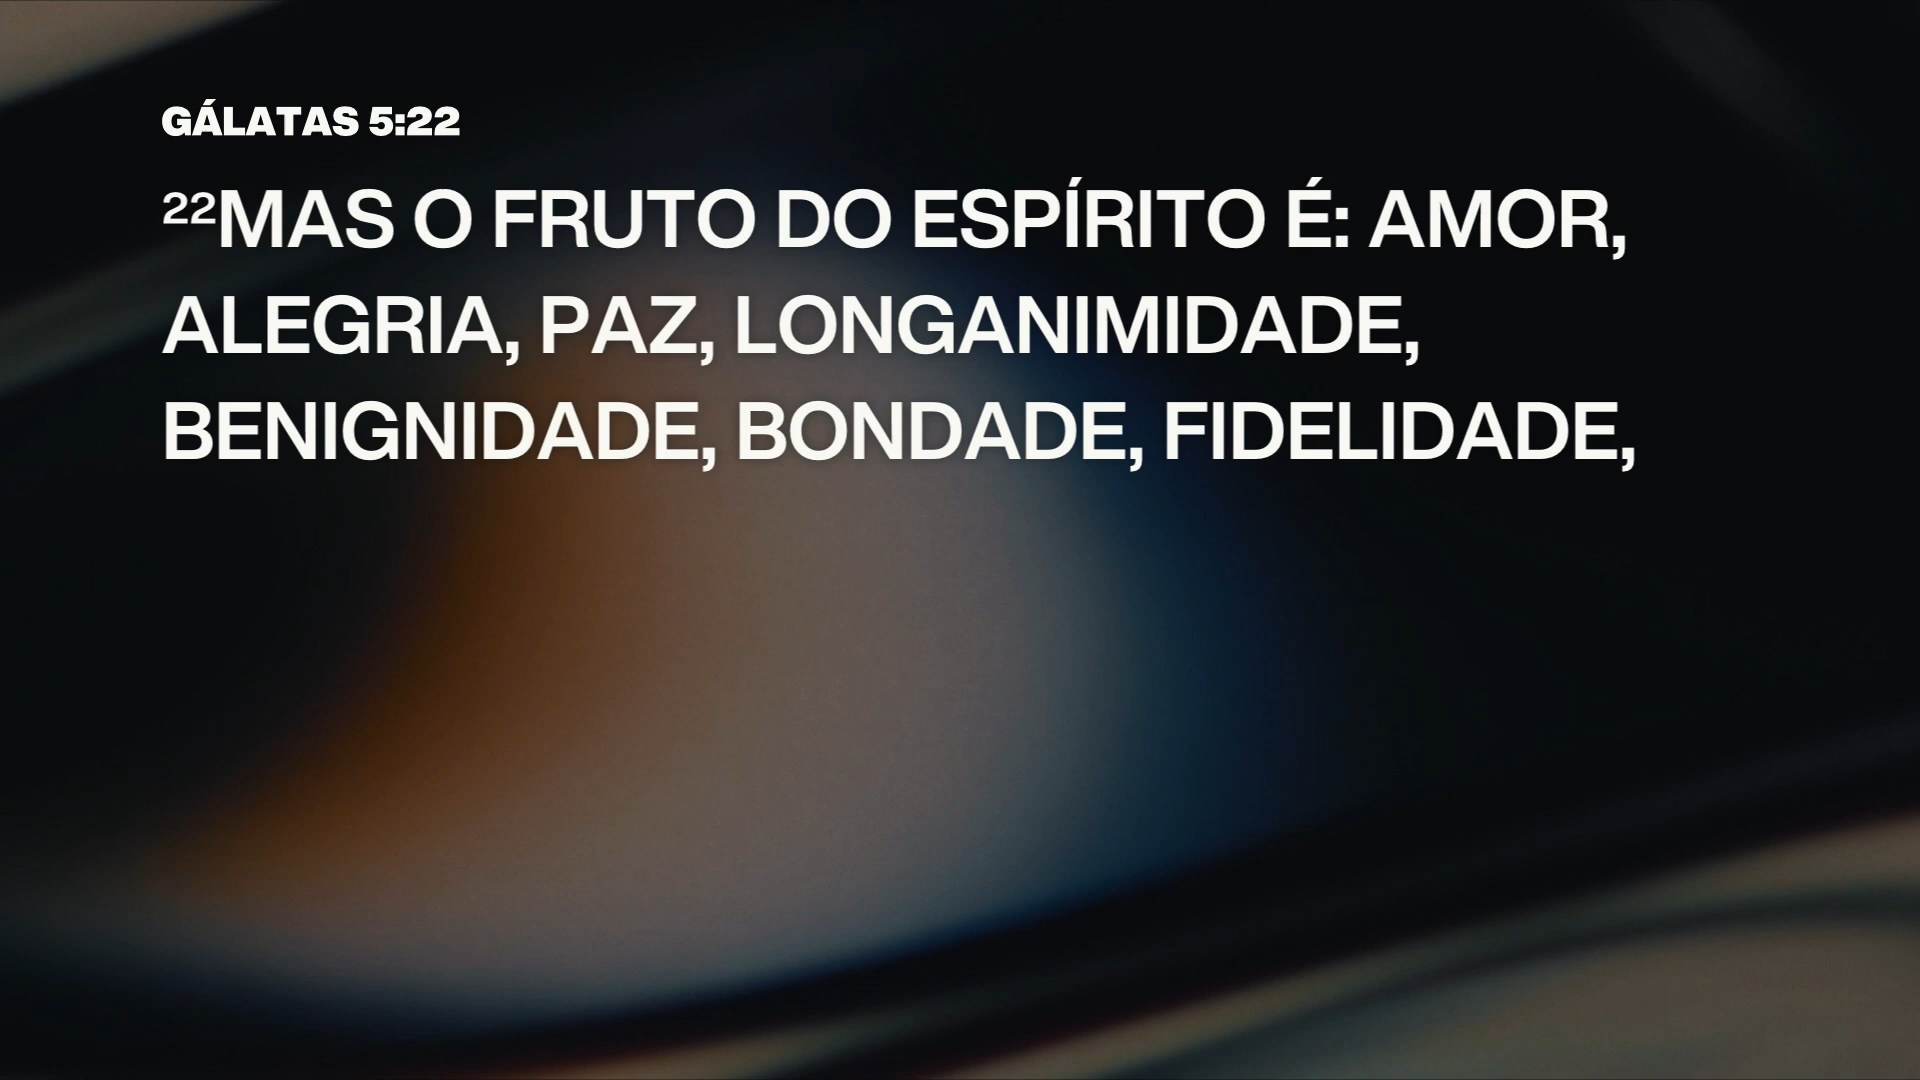 GÁLATAS 5:22
²²MAS O FRUTO DO ESPÍRITO É: AMOR,
ALEGRIA, PAZ, LONGANIMIDADE,
BENIGNIDADE, BONDADE, FIDELIDADE,